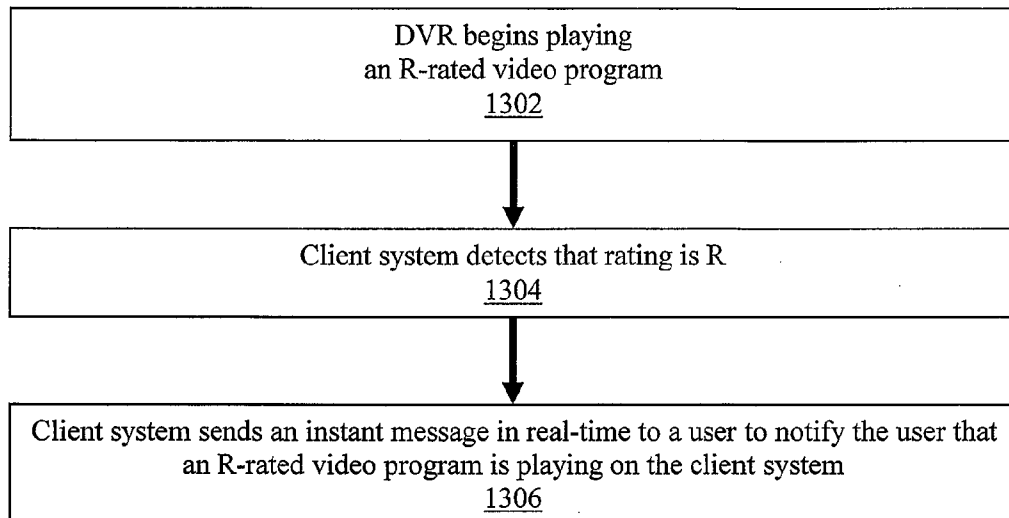 DVR begins playing
an R-rated video program
1302
Client system detects that rating is R
1304
Client system sends an instant message in real-time to a user to notify the user that
an R-rated video program is playing on the client system
1306